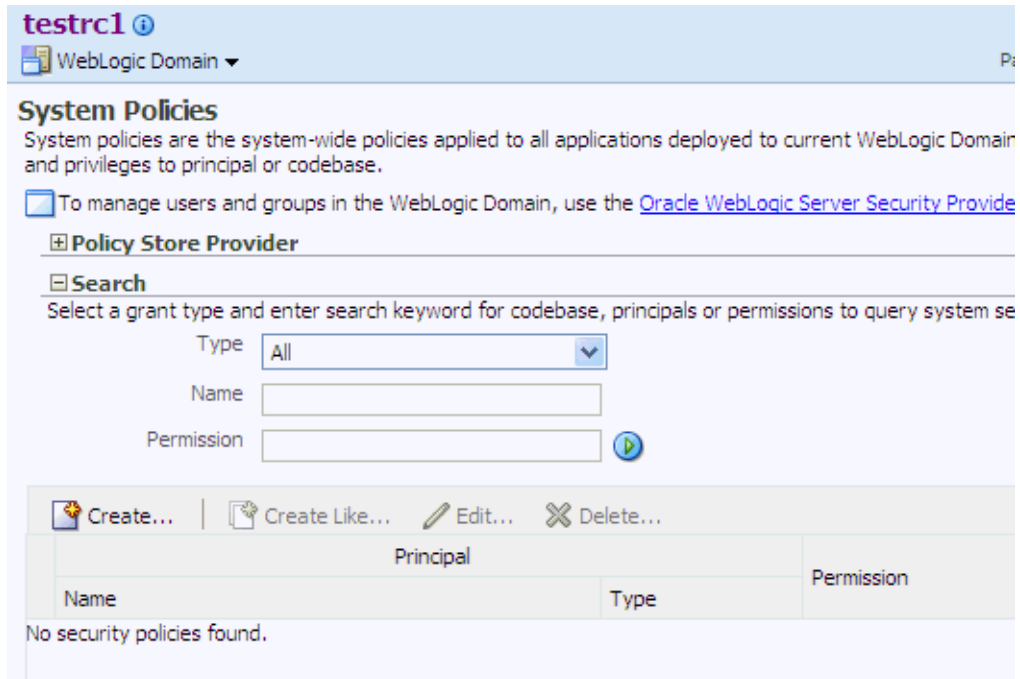 testrc1
WebLogic Domain
System Policies
System policies are the system-wide policies applied to all applications deployed to current WebLogic Domain
and privileges to principal or codebase.
To manage users and groups in the WebLogic Domain, use the Oracle WebLogic Server Security Provide
Policy Store Provider
Search
Select a grant type and enter search keyword for codebase, principals or permissions to query system se
Type All
Name
Permission
Create... Create Like... Edit... Delete...
Principal
Permission
Name Type
No security policies found.